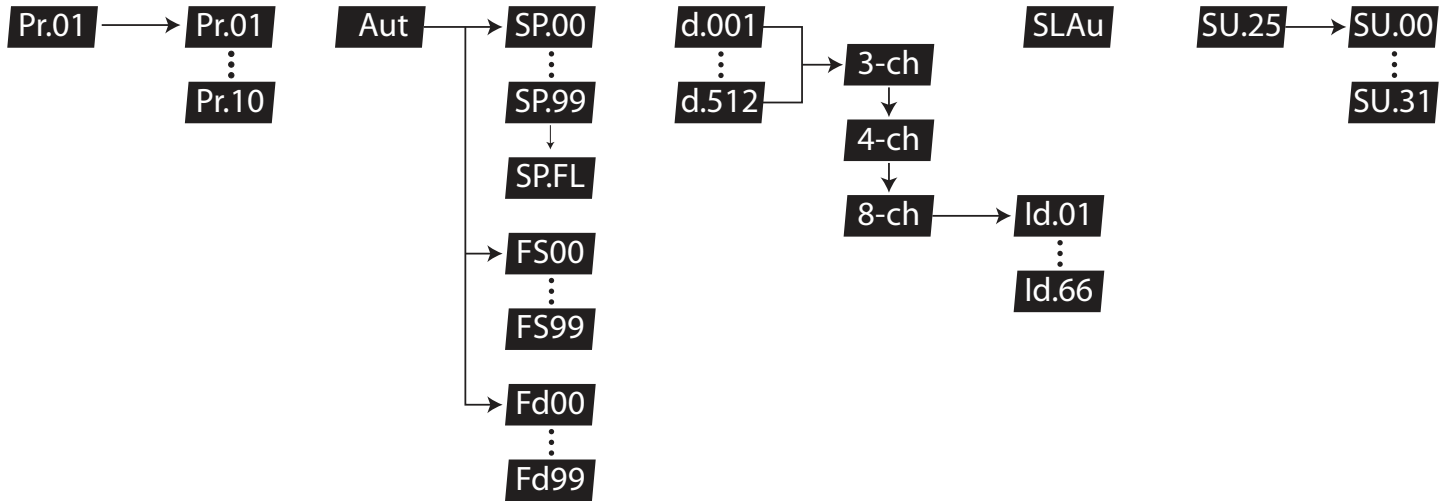 Pr.01
Pr.01
Pr.10
Aut
SP.00
SP.99
SP.FL
FS00
FS99
Fd00
Fd99
d.001
d.512
3-ch
4-ch
8-ch
Id.01
Id.66
SLAu
SU.25
SU.00
SU.31